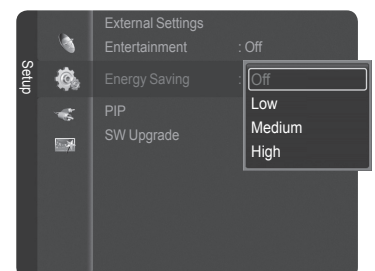 External Settings
Entertainment : Off
Setup
Energy Saving : Off
Low
PIP
Medium
SW Upgrade
High